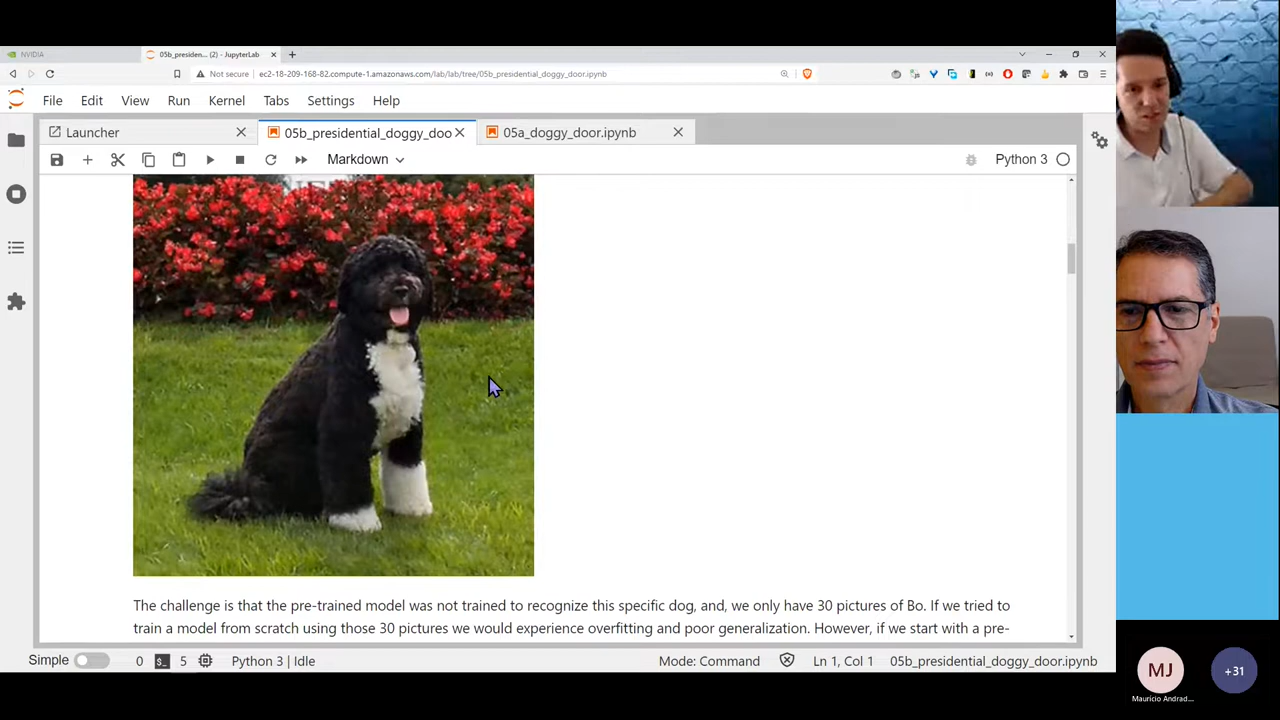 NVIDIA
05b_presiden... (2) - JupyterLab
Not secure
ec2-18-209-168-82.compute-1.amazonaws.com/lab/lab/tree/05b_presidential_doggy_door.ipynb
File Edit View Run Kernel Tabs Settings Help
Launcher
05b_presidential_doggy_doo
05a_doggy_door.ipynb
Markdown
Python 3
The challenge is that the pre-trained model was not trained to recognize this specific dog, and, we only have 30 pictures of Bo. If we tried to
train a model from scratch using those 30 pictures we would experience overfitting and poor generalization. However, if we start with a pre-
Simple 0 5 Python 3 | Idle Mode: Command Ln 1, Col 1 05b_presidential_doggy_door.ipynb
MJ
+31
Maurício Andrad...